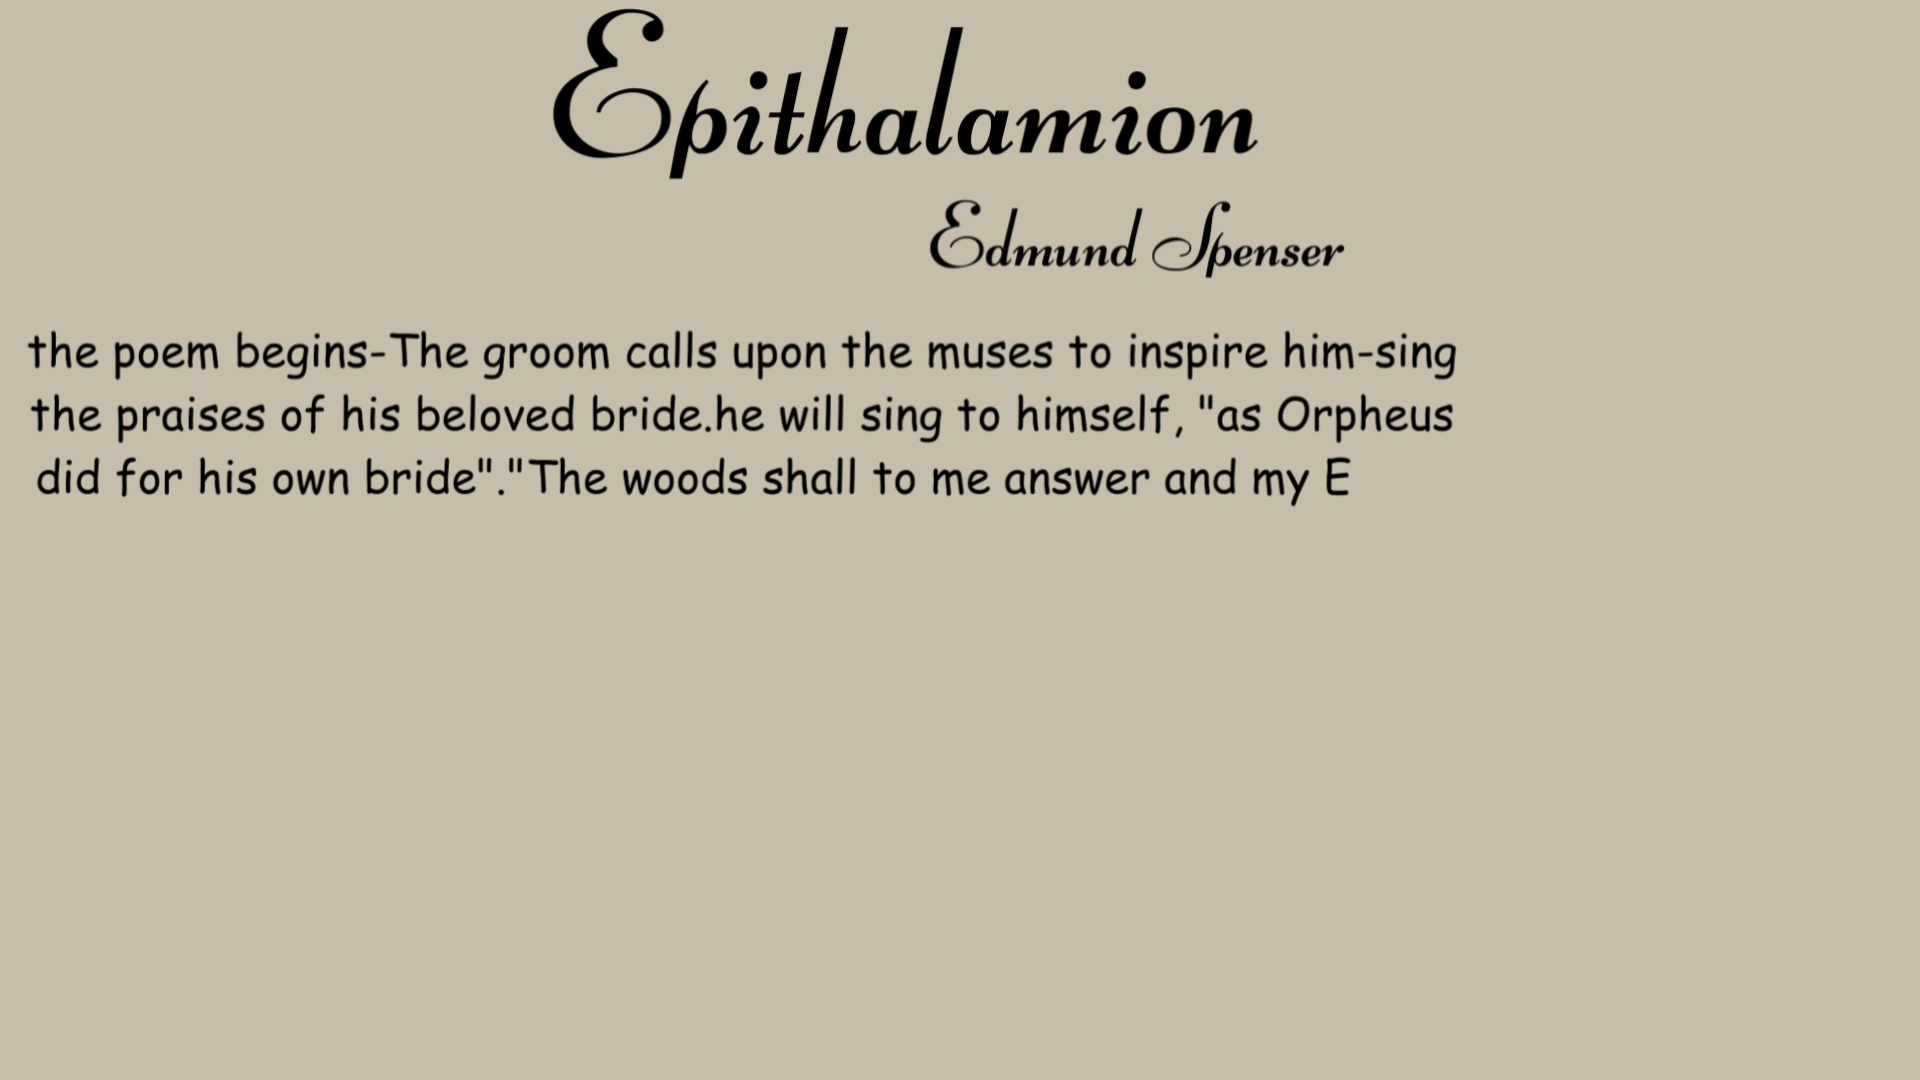 Epithalamion
Edmund Spenser
the poem begins-The groom calls upon the muses to inspire him-sing
the praises of his beloved bride.he will sing to himself, "as Orpheus
did for his own bride"."The woods shall to me answer and my E